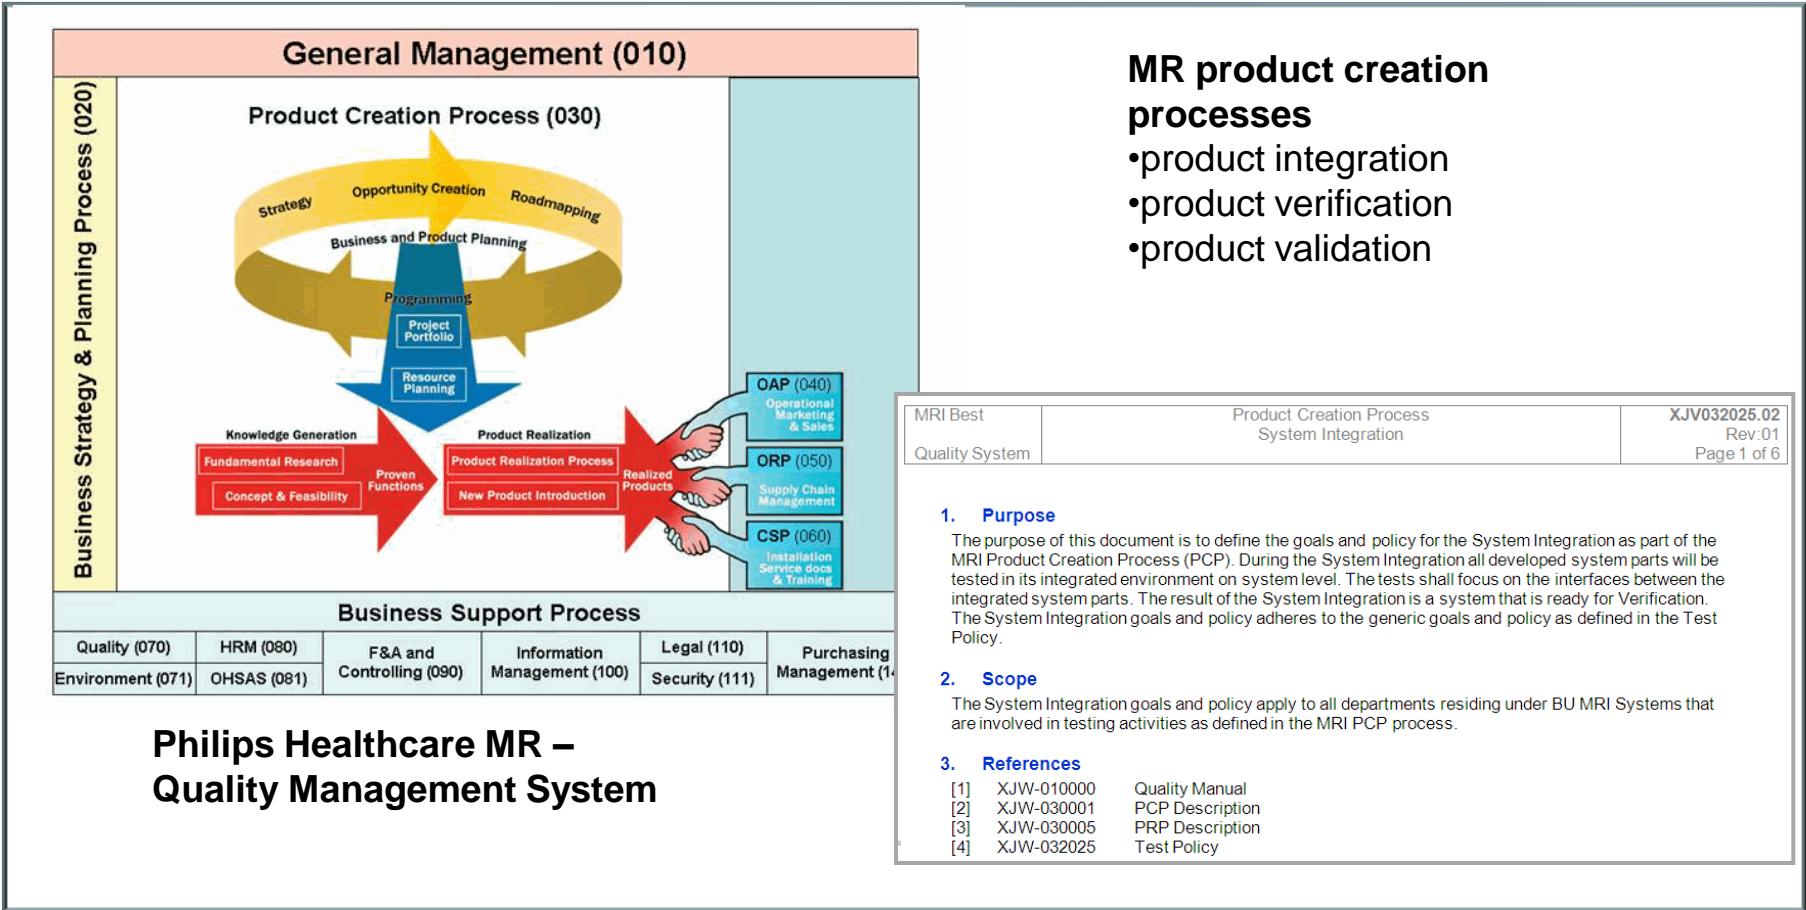 General Management (010)
Business Strategy & Planning Process (020)
Product Creation Process (030)
Strategy
Opportunity Creation
Roadmapping
Business and Product Planning
Programming
Project
Portfolio
Resource
Planning
Knowledge Generation
Fundamental Research
Concept & Feasibility
Proven
Functions
Product Realization
Product Realization Process
New Product Introduction
Realized
Products
OAP (040)
Operational
Marketing
& Sales
ORP (050)
Supply Chain
Management
CSP (060)
Installation
Service docs
& Training
Business Support Process
Quality (070)
Environment (071)
HRM (080)
OHSAS (081)
F&A and
Controlling (090)
Information
Management (100)
Legal (110)
Security (111)
Purchasing
Management (14
Philips Healthcare MR –
Quality Management System
MR product creation
processes
•product integration
•product verification
•product validation
MRI Best
Quality System
Product Creation Process
System Integration
XJV032025.02
Rev:01
Page 1 of 6
1. Purpose
The purpose of this document is to define the goals and policy for the System Integration as part of the
MRI Product Creation Process (PCP). During the System Integration all developed system parts will be
tested in its integrated environment on system level. The tests shall focus on the interfaces between the
integrated system parts. The result of the System Integration is a system that is ready for Verification.
The System Integration goals and policy adheres to the generic goals and policy as defined in the Test
Policy.
2. Scope
The System Integration goals and policy apply to all departments residing under BU MRI Systems that
are involved in testing activities as defined in the MRI PCP process.
3. References
[1] XJW-010000 Quality Manual
[2] XJW-030001 PCP Description
[3] XJW-030005 PRP Description
[4] XJW-032025 Test Policy